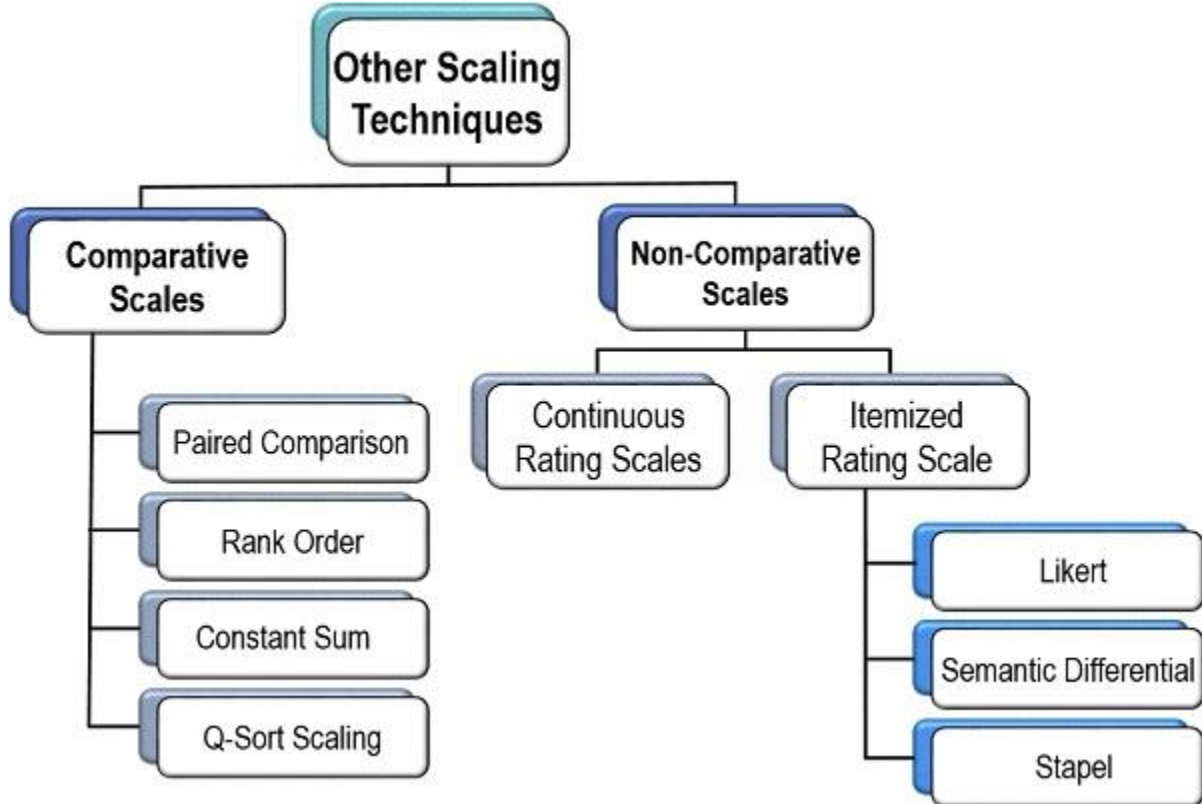 Other Scaling
Techniques
Comparative
Scales
Non-Comparative
Scales
Paired Comparison
Rank Order
Constant Sum
Q-Sort Scaling
Continuous
Rating Scales
Itemized
Rating Scale
Likert
Semantic Differential
Stapel